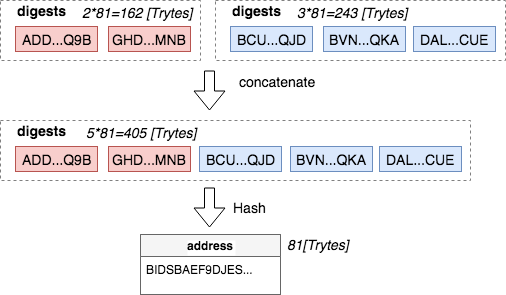 digests 2*81=162 [Trytes]
ADD...Q9B GHD...MNB
digests 3*81=243 [Trytes]
BCU...QJD BVN...QKA DAL...CUE
concatenate
digests 5*81=405 [Trytes]
ADD...Q9B GHD...MNB BCU...QJD BVN...QKA DAL...CUE
Hash
address 81[Trytes]
BIDSBAEF9DJES...